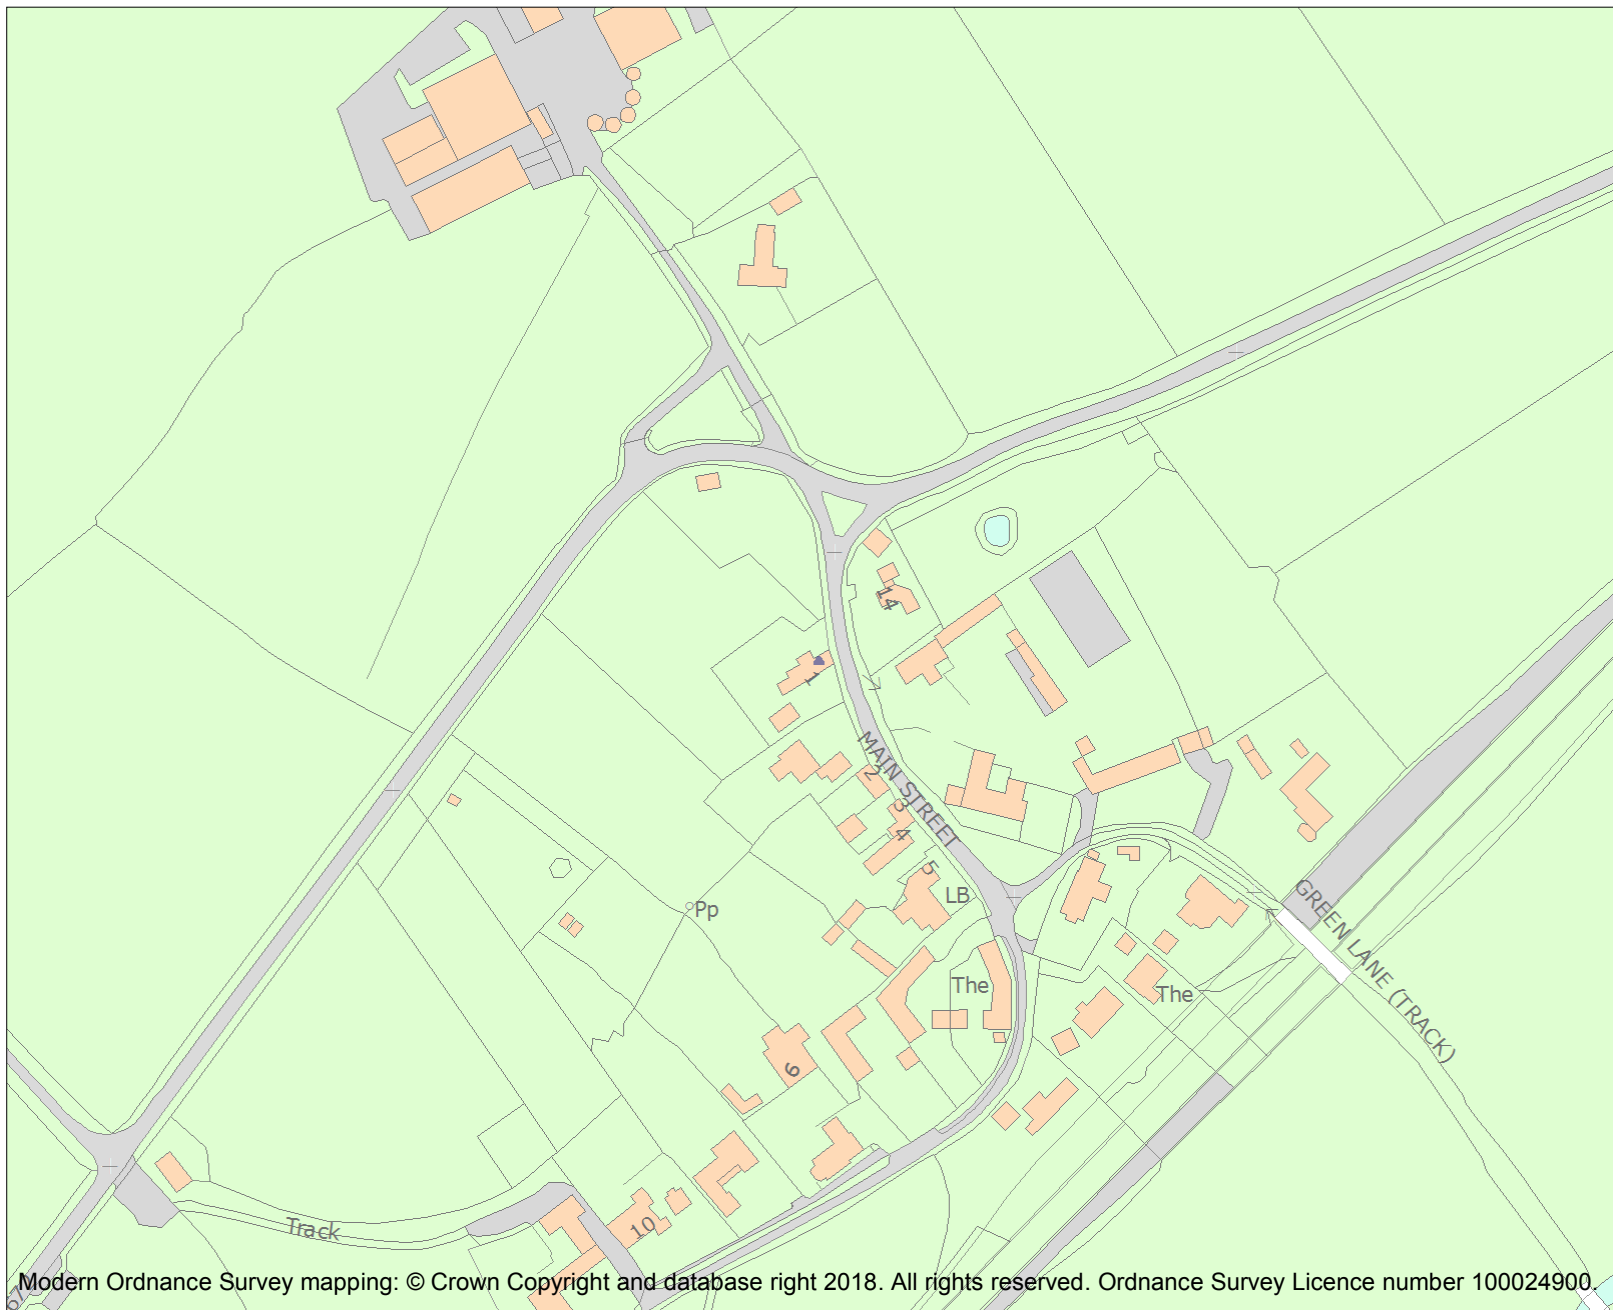 14
1
MAIN STREET
2
3
4
5
LB
Pp
The
The
GREEN LANE (TRACK)
9
10
Track
Modern Ordnance Survey mapping: © Crown Copyright and database right 2018. All rights reserved. Ordnance Survey Licence number 100024900.